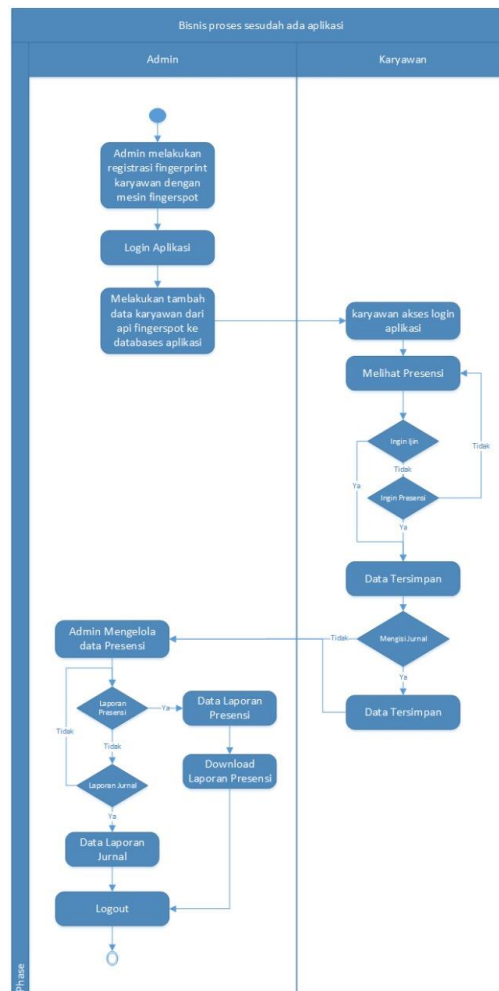 Bisnis proses sesudah ada aplikasi
Admin
Karyawan
Admin melakukan
registrasi fingerprint
karyawan dengan
mesin fingerspot
Login Aplikasi
Melakukan tambah
data karyawan dari
api fingerspot ke
databases aplikasi
karyawan akses login
aplikasi
Melihat Presensi
Ingin Ijin
Tidak
Tidak
Ya
Ingin Presensi
Ya
Data Tersimpan
Mengisi Jurnal
Tidak
Ya
Data Tersimpan
Admin Mengelola
data Presensi
Laporan
Presensi
Ya
Data Laporan
Presensi
Tidak
Tidak
Download
Laporan Presensi
Laporan Jurnal
Ya
Data Laporan
Jurnal
Logout
Phase